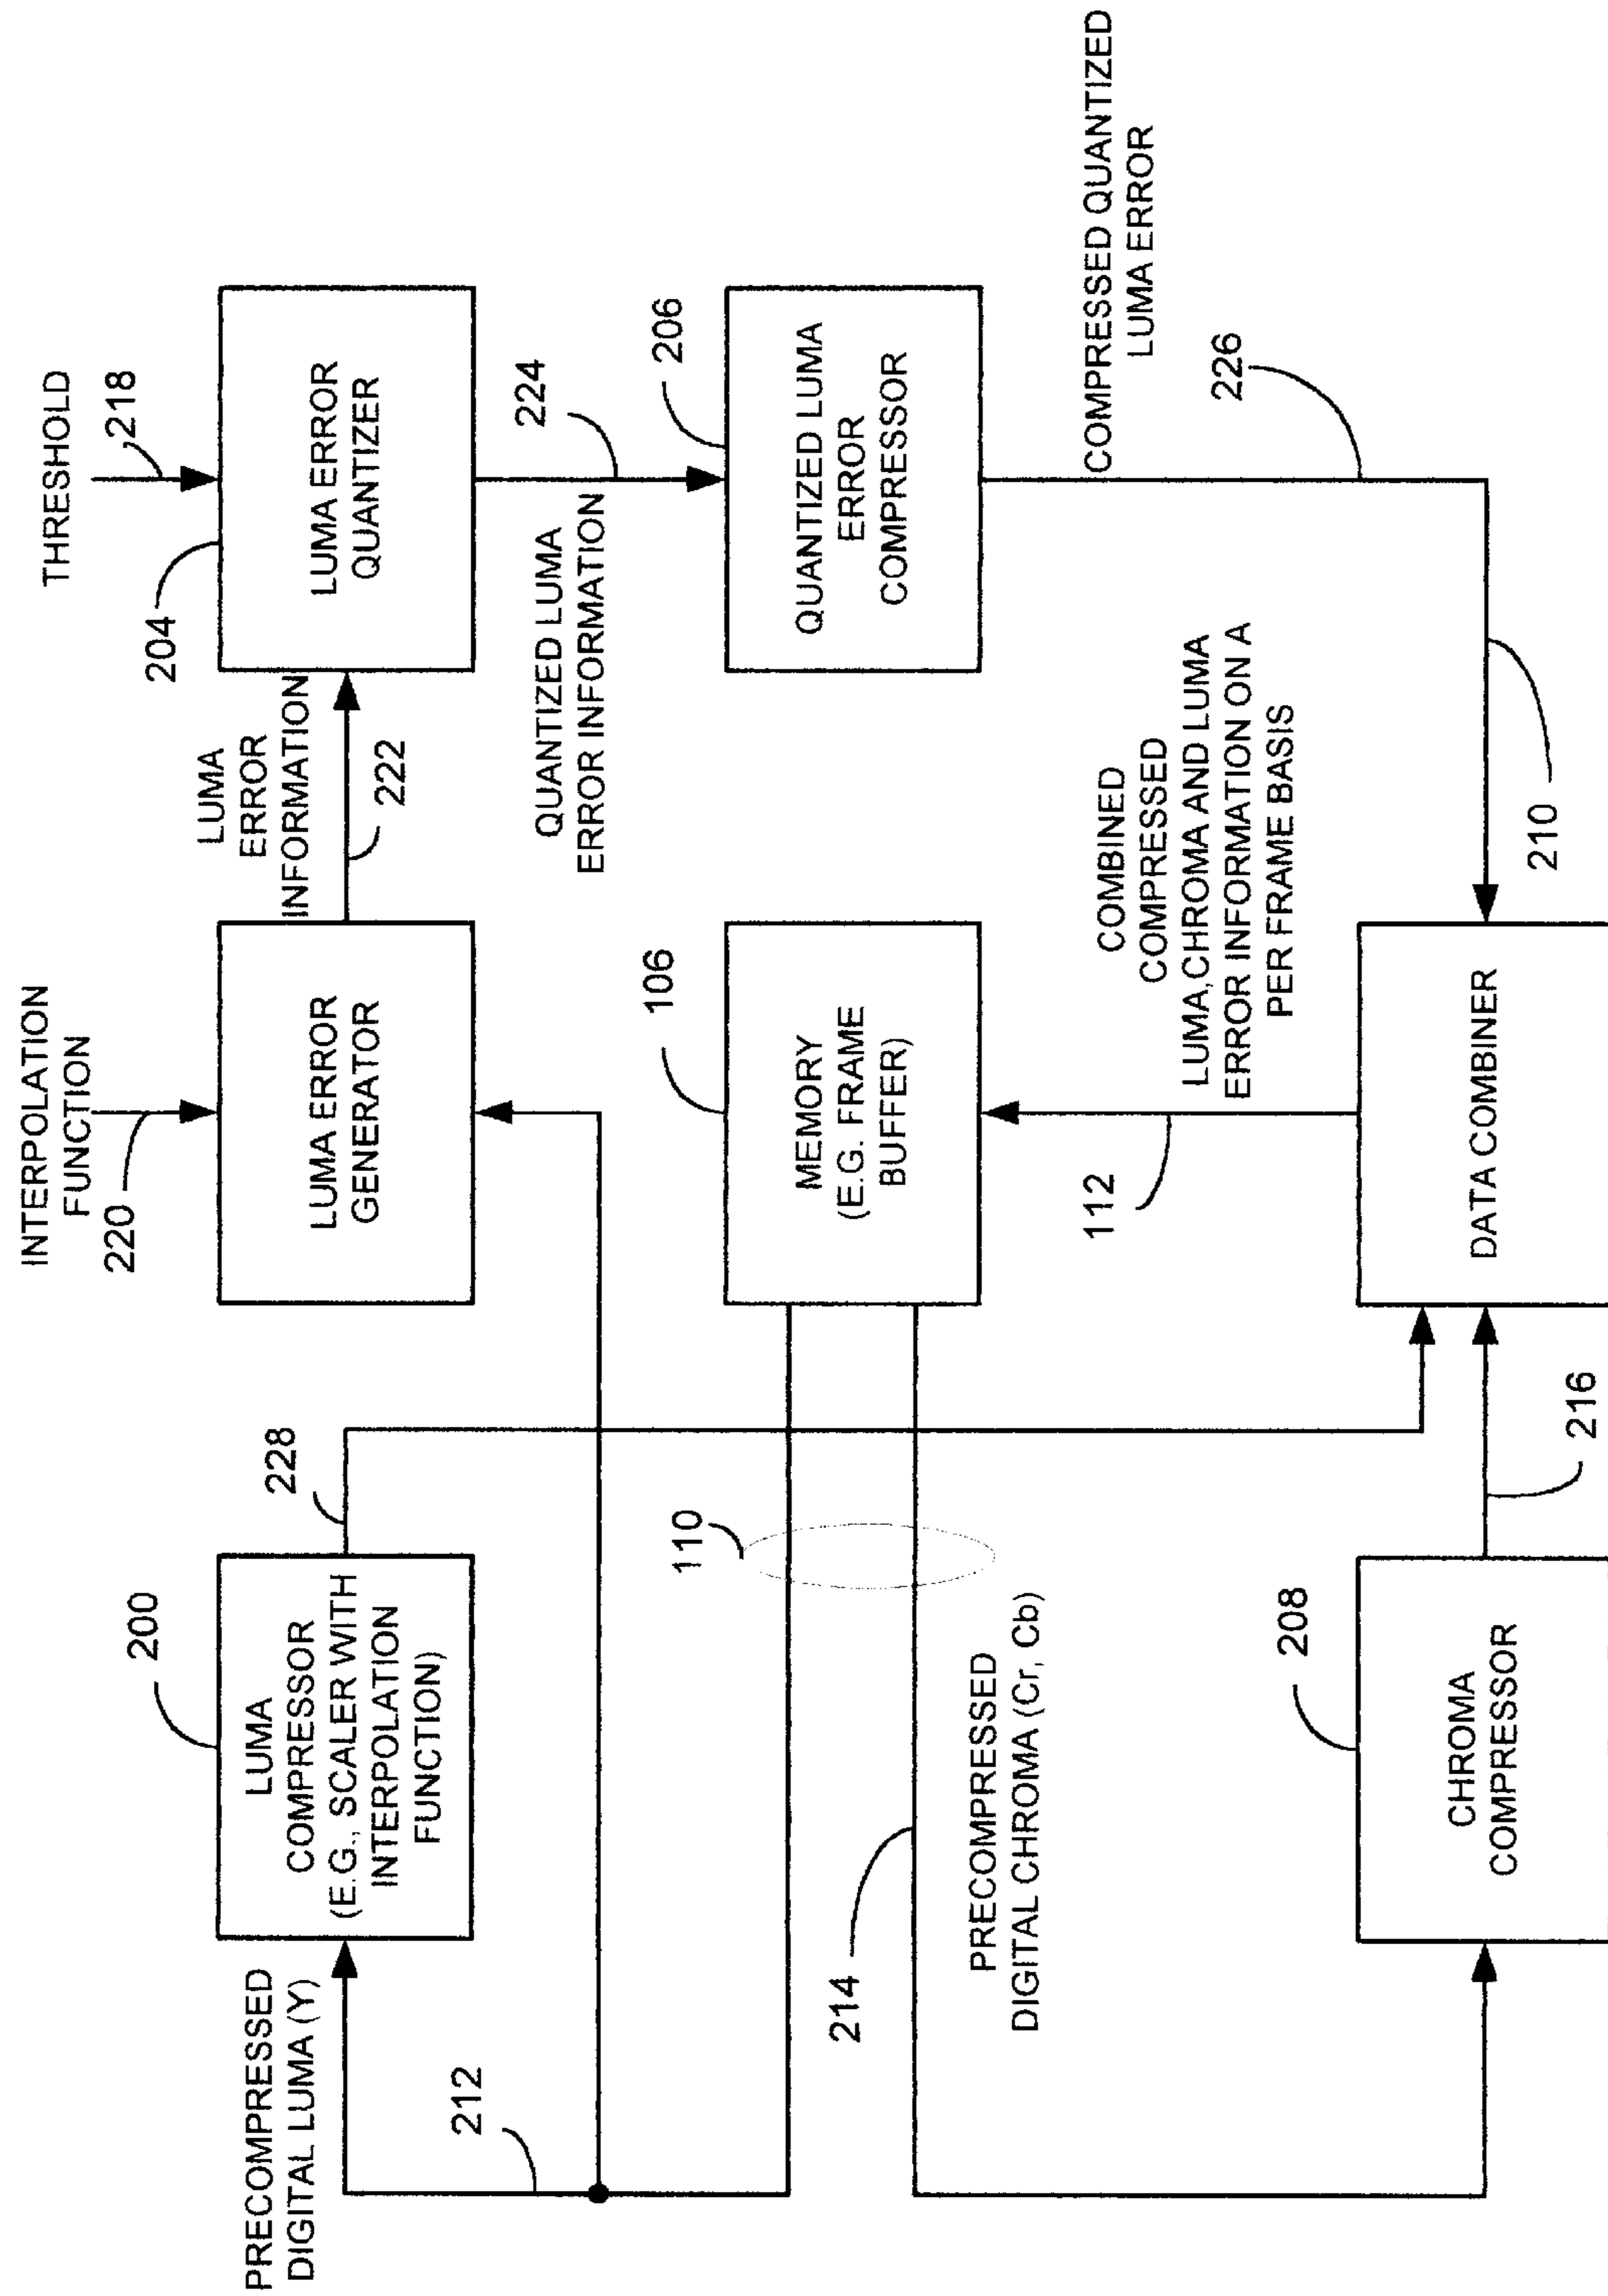 PRECOMPRESSED
DIGITAL LUMA (Y)
212
200
LUMA
COMPRESSOR
(E.G., SCALER WITH
INTERPOLATION
FUNCTION)
228
INTERPOLATION
FUNCTION
220
LUMA ERROR
GENERATOR
LUMA
ERROR
INFORMATION
222
THRESHOLD
218
204
LUMA ERROR
QUANTIZER
224
QUANTIZED LUMA
ERROR INFORMATION
206
QUANTIZED LUMA
ERROR
COMPRESSOR
COMPRESSED QUANTIZED
LUMA ERROR
226
210
110
106
MEMORY
(E.G. FRAME
BUFFER)
214
PRECOMPRESSED
DIGITAL CHROMA (Cr, Cb)
112
COMBINED
COMPRESSED
LUMA,CHROMA AND LUMA
ERROR INFORMATION ON A
PER FRAME BASIS
208
CHROMA
COMPRESSOR
216
DATA COMBINER